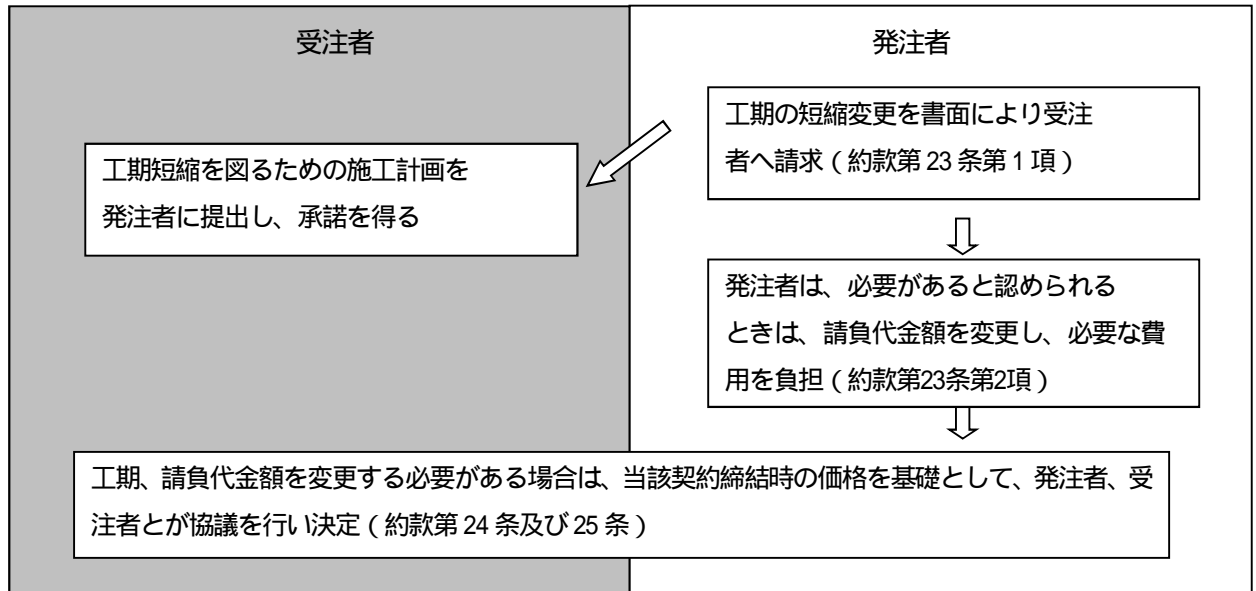 受注者
発注者
工期の短縮変更を書面により受注
者へ請求（約款第 23 条第 1 項）
工期短縮を図るための施工計画を
発注者に提出し、承諾を得る
発注者は、必要があると認められる
ときは、請負代金額を変更し、必要な費
用を負担（約款第23条第2項）
工期、請負代金額を変更する必要がある場合は、当該契約締結時の価格を基礎として、発注者、受
注者とが協議を行い決定（約款第 24 条及び 25 条）